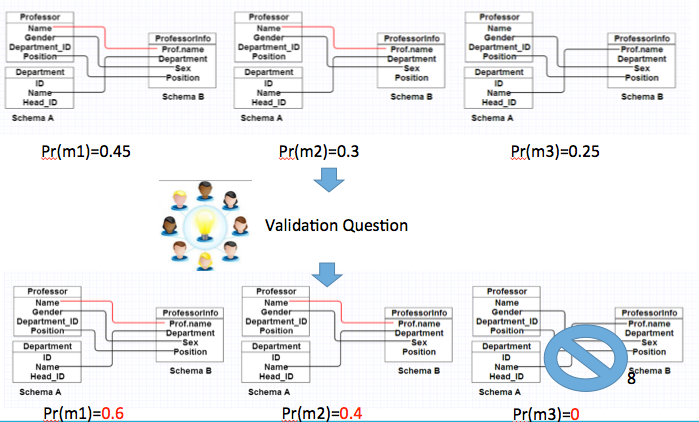 Professor
Name
Gender
Department_ID
Position
Department
ID
Name
Head_ID
Schema A
ProfessorInfo
Prof.name
Department
Sex
Position
Schema B
Professor
Name
Gender
Department_ID
Position
Department
ID
Name
Head_ID
Schema A
ProfessorInfo
Prof.name
Department
Sex
Position
Schema B
Professor
Name
Gender
Department_ID
Position
Department
ID
Name
Head_ID
Schema A
ProfessorInfo
Prof.name
Department
Sex
Position
Schema B
Pr(m1)=0.45
Pr(m2)=0.3
Pr(m3)=0.25
Validation Question
Professor
Name
Gender
Department_ID
Position
Department
ID
Name
Head_ID
Schema A
ProfessorInfo
Prof.name
Department
Sex
Position
Schema B
Professor
Name
Gender
Department_ID
Position
Department
ID
Name
Head_ID
Schema A
ProfessorInfo
Prof.name
Department
Sex
Position
Schema B
Professor
Name
Gender
Department_ID
Position
Department
ID
Name
Head_ID
Schema A
ProfessorInfo
Prof.name
Department
Sex
Position
Schema B
8
Pr(m1)=0.6
Pr(m2)=0.4
Pr(m3)=0